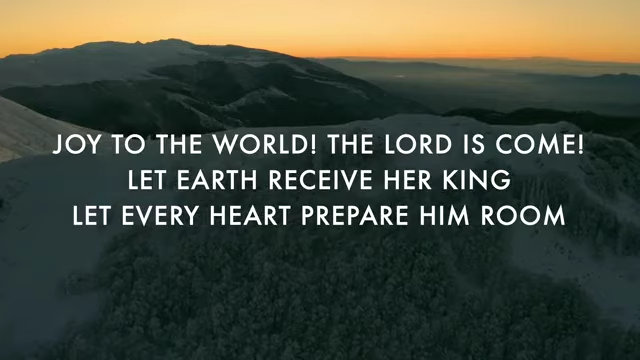 JOY TO THE WORLD! THE LORD IS COME!
LET EARTH RECEIVE HER KING
LET EVERY HEART PREPARE HIM ROOM